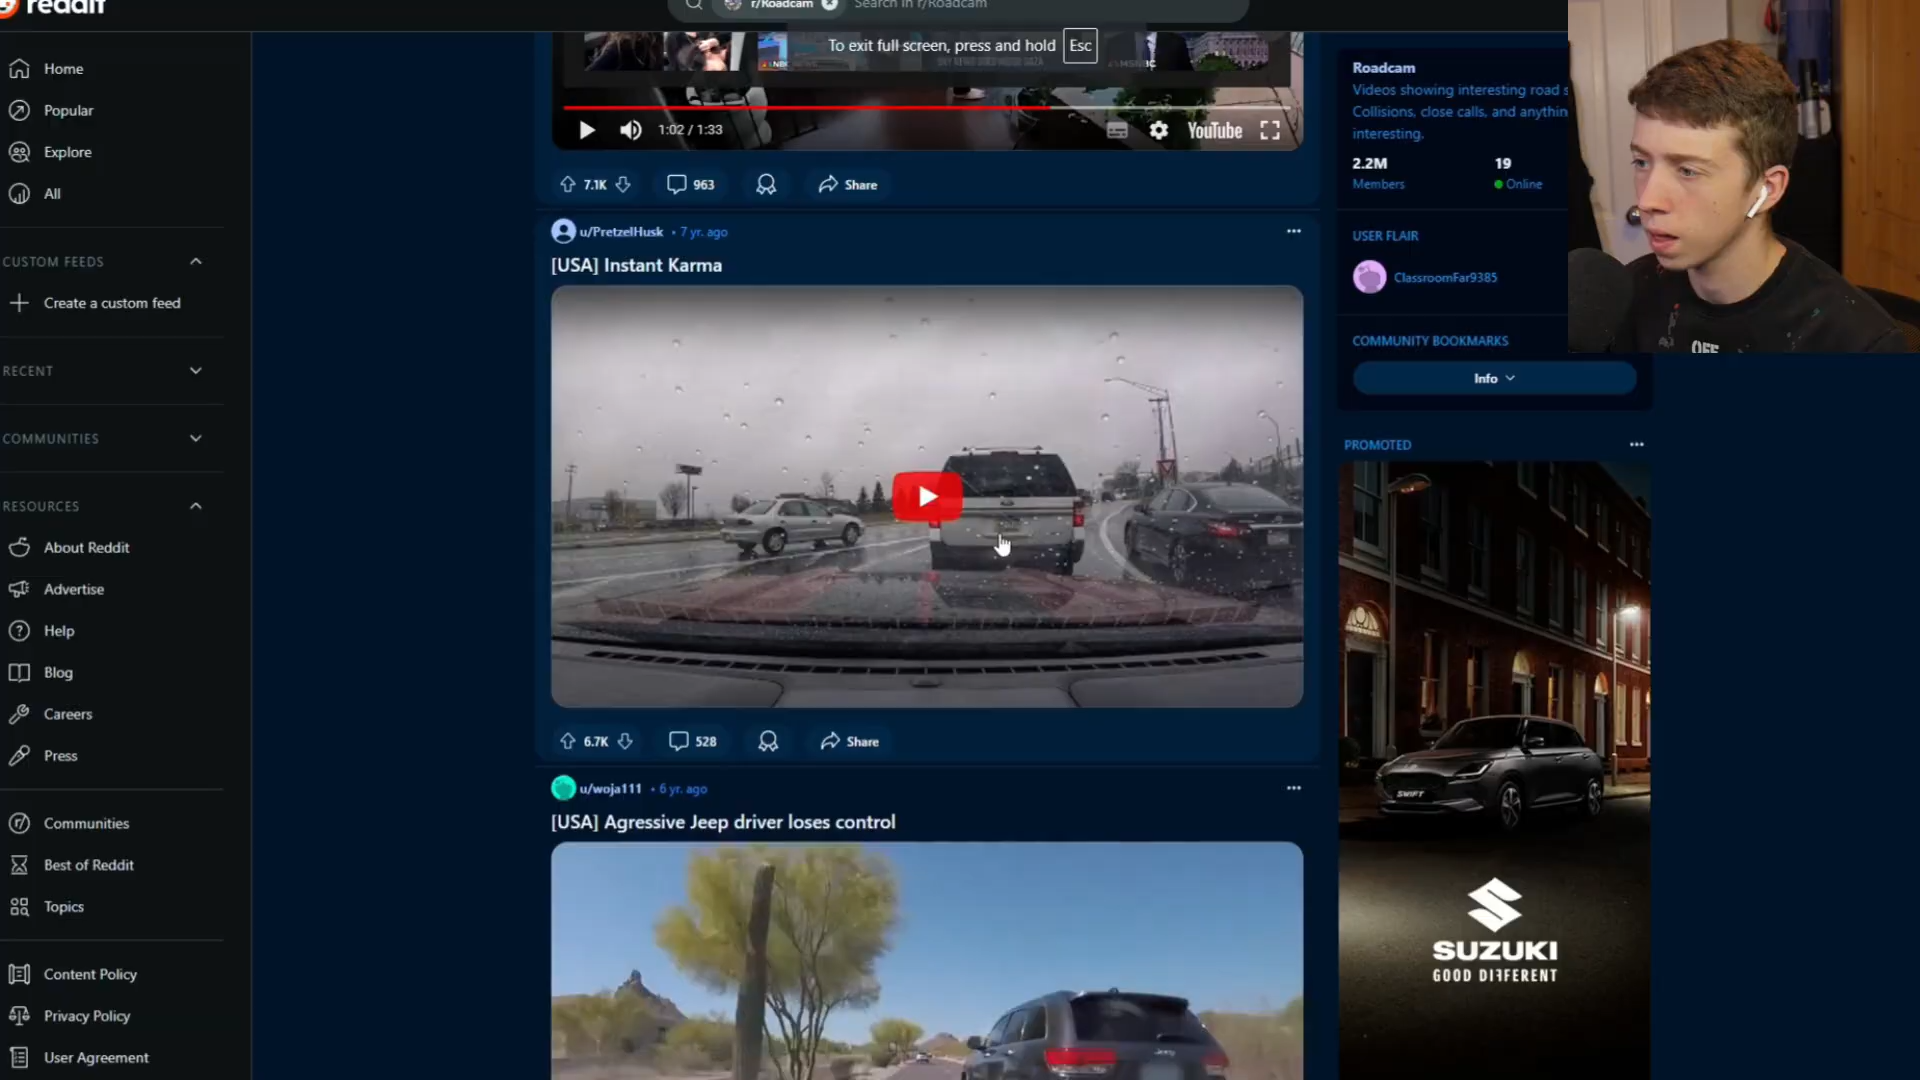 reddit
r/Roadcam
Search in r/Roadcam
To exit full screen, press and hold Esc
Home
Popular
Explore
All
CUSTOM FEEDS
Create a custom feed
RECENT
COMMUNITIES
RESOURCES
About Reddit
Advertise
Help
Blog
Careers
Press
Communities
Best of Reddit
Topics
Content Policy
Privacy Policy
User Agreement
1:02 / 1:33
YouTube
7.1K
963
Share
u/PretzelHusk • 7 yr. ago
[USA] Instant Karma
6.7K
528
Share
u/woja111 • 6 yr. ago
[USA] Agressive Jeep driver loses control
Jeep
Roadcam
Videos showing interesting road s
Collisions, close calls, and anythin
interesting.
2.2M
19
Members
Online
USER FLAIR
ClassroomFar9385
COMMUNITY BOOKMARKS
Info
PROMOTED
SWIFT
SUZUKI
GOOD DIFFERENT
OFF